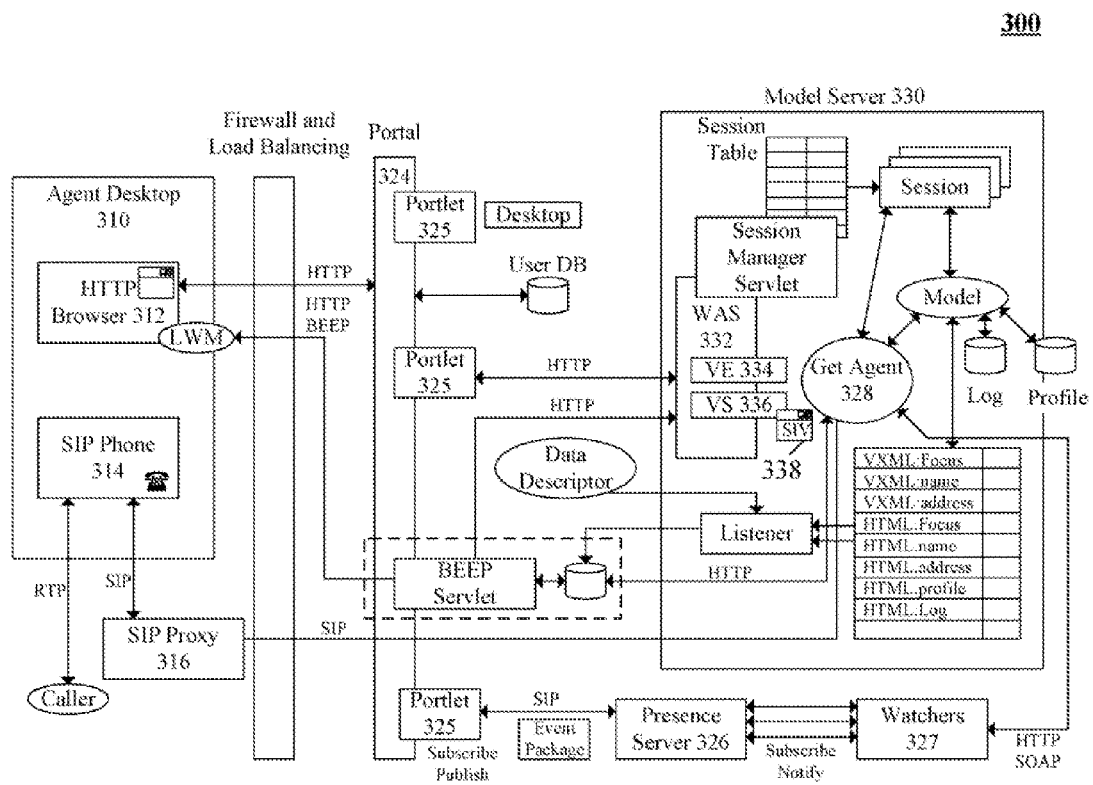 300
Model Server 330
Firewall and
Load Balancing
Portal
Session
Table
324
Agent Desktop
310
Portlet
325
Desktop
Session
Session
Manager
Servlet
User DB
HTTP
HTTP
Browser 312
HTTP
BEEP
LWM
Model
WAS
332
Portlet
325
HTTP
VE 334
Get Agent
328
Log
Profile
HTTP
VS 336
SIV
338
SIP Phone
314
Data
Descriptor
VXML:Focus
VXML:name
VXML:address
HTML.Focus
HTML.name
HTML.address
HTML.profile
HTML.Log
Listener
BEEP
Servlet
HTTP
RTP
SIP
SIP Proxy
316
SIP
Caller
Portlet
325
SIP
Event
Package
Presence
Server 326
Watchers
327
Subscribe
Publish
Subscribe
Notify
HTTP
SOAP